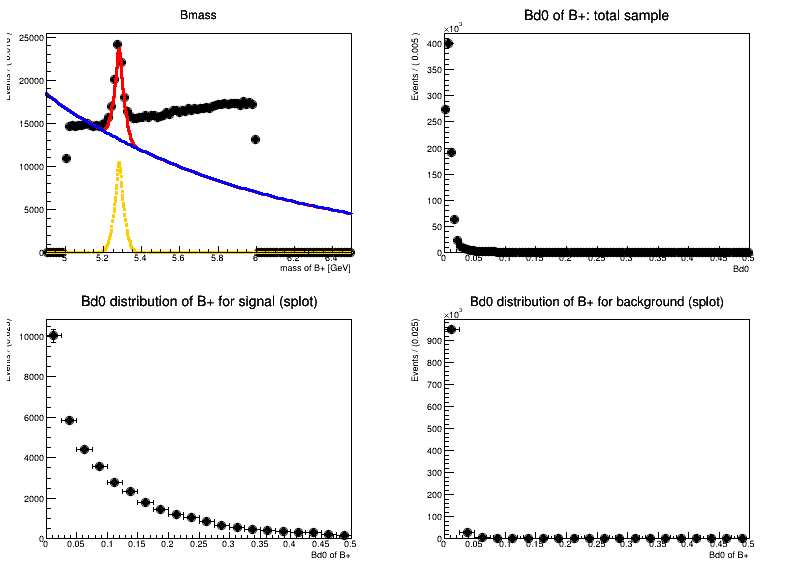 Bmass
Events / ( 0.016 )
25000
20000
15000
10000
5000
0
5 5.2 5.4 5.6 5.8 6 6.2 6.4
mass of B+ [GeV]
Bd0 of B+: total sample
×10³
Events / ( 0.005 )
400
350
300
250
200
150
100
50
0
0 0.05 0.1 0.15 0.2 0.25 0.3 0.35 0.4 0.45 0.5
Bd0
Bd0 distribution of B+ for signal (splot)
Events / (0.025)
10000
8000
6000
4000
2000
0
0 0.05 0.1 0.15 0.2 0.25 0.3 0.35 0.4 0.45 0.5
Bd0 of B+
Bd0 distribution of B+ for background (splot)
×10³
Events / (0.025)
900
800
700
600
500
400
300
200
100
0
0 0.05 0.1 0.15 0.2 0.25 0.3 0.35 0.4 0.45 0.5
Bd0 of B+